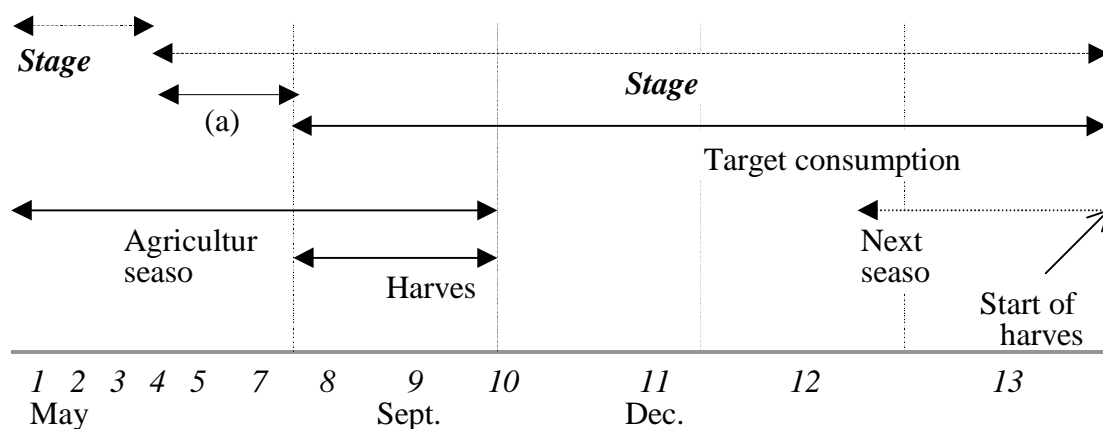 Stage
Stage
(a)
Target consumption
Agricultur
seaso
Next
seaso
Harves
Start of
harves
1 2 3 4 5 7 8 9 10 11 12 13
May Sept. Dec.